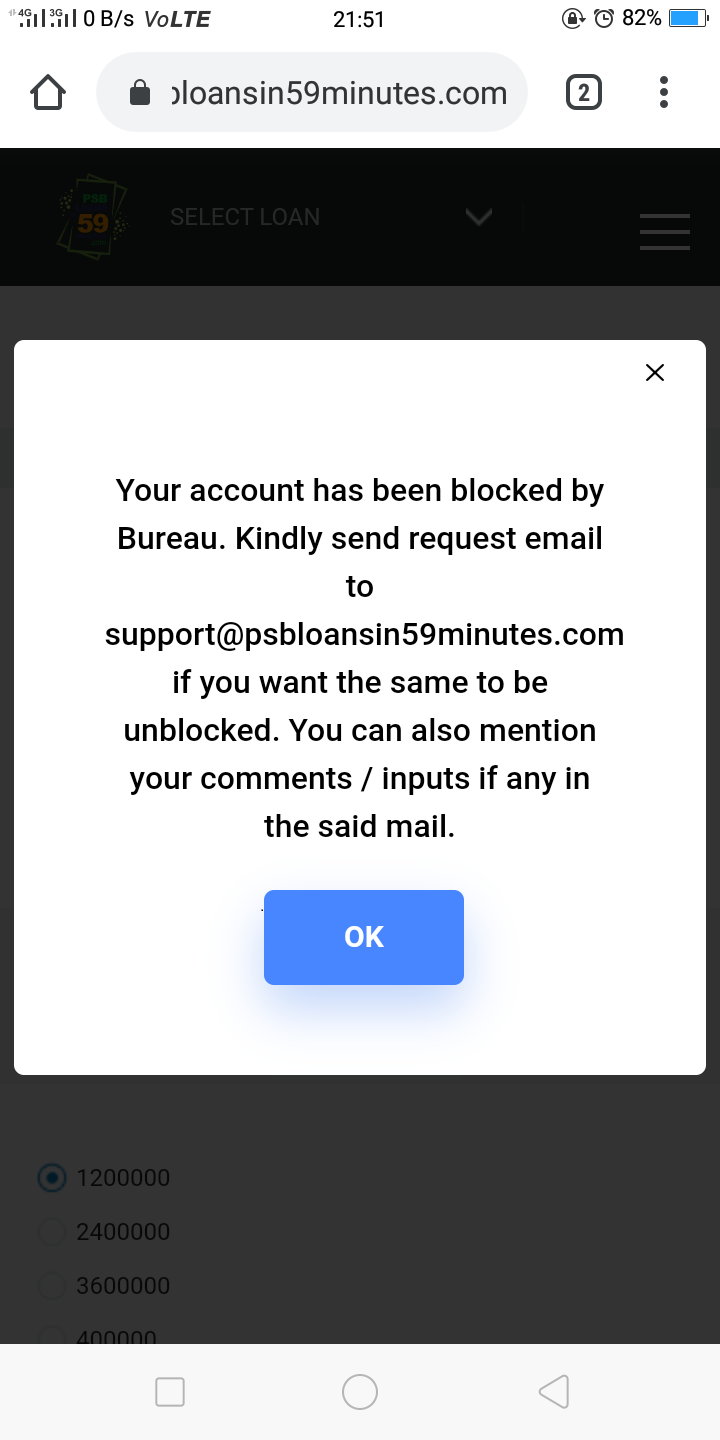 4G 3G 0 B/s VoLTE 21:51 82%
bloansin59minutes.com 2
PSB
59
SELECT LOAN
Your account has been blocked by
Bureau. Kindly send request email
to
support@psbloansin59minutes.com
if you want the same to be
unblocked. You can also mention
your comments / inputs if any in
the said mail.
.
OK
1200000
2400000
3600000
400000